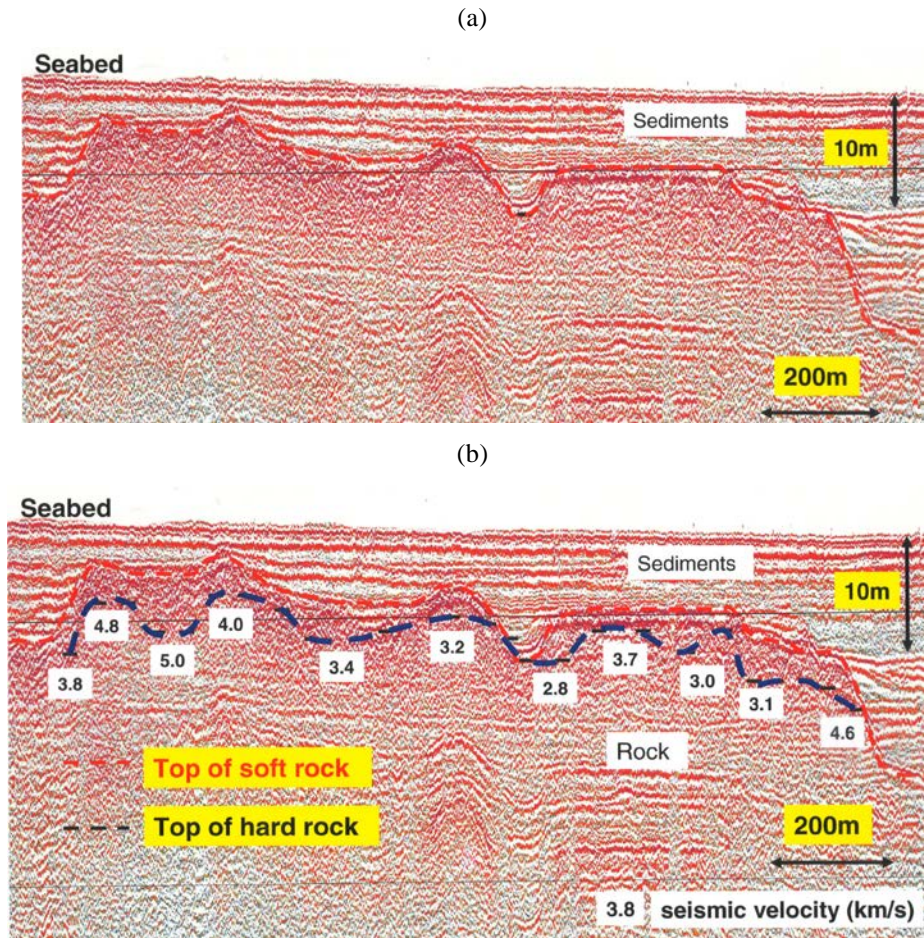 (a)
Seabed
Sediments
10m
200m
(b)
Seabed
Sediments
10m
4.8
4.0
5.0
3.4
3.2
3.7
3.8
2.8
3.0
3.1
4.6
Rock
Top of soft rock
Top of hard rock
200m
3.8 seismic velocity (km/s)